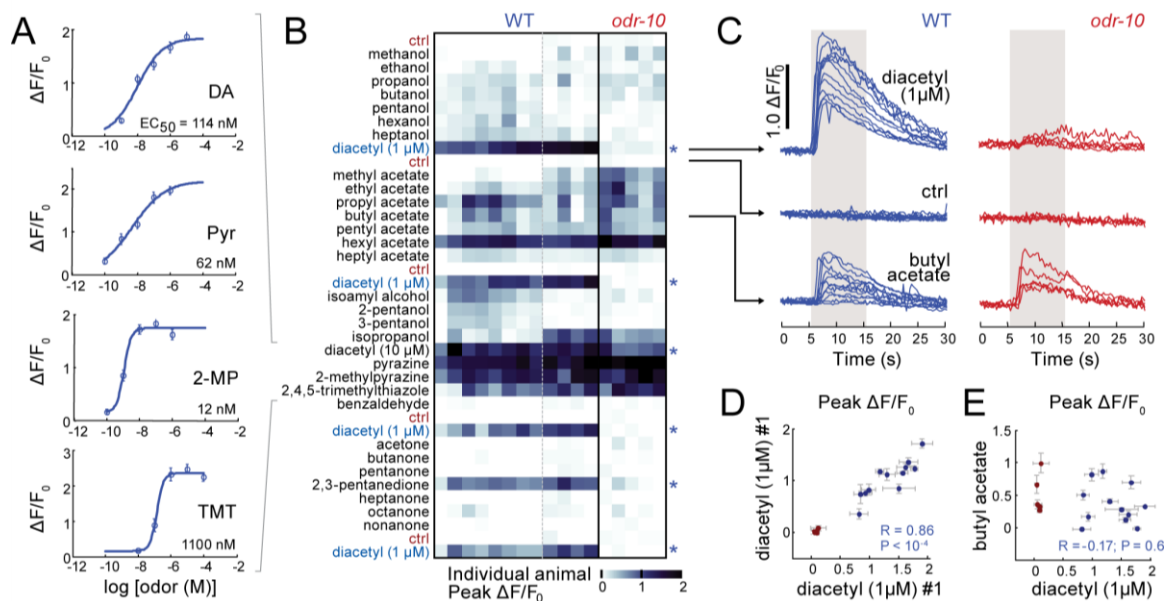 A
2
1
0
-12 -10 -8 -6 -4 -2
ΔF/F0
DA
EC50 = 114 nM
2
1
0
-12 -10 -8 -6 -4 -2
ΔF/F0
Pyr
62 nM
2
1
0
-12 -10 -8 -6 -4 -2
ΔF/F0
2-MP
12 nM
3
2
1
0
-12 -10 -8 -6 -4 -2
ΔF/F0
TMT
1100 nM
log [odor (M)]
B
WT
odr-10
ctrl
methanol
ethanol
propanol
butanol
pentanol
hexanol
heptanol
diacetyl (1 µM) *
ctrl
methyl acetate
ethyl acetate
propyl acetate
butyl acetate
pentyl acetate
hexyl acetate
heptyl acetate
ctrl
diacetyl (1 µM) *
isoamyl alcohol
2-pentanol
3-pentanol
isopropanol
diacetyl (10 µM) *
pyrazine
2-methylpyrazine
2,4,5-trimethylthiazole
benzaldehyde
ctrl
diacetyl (1 µM) *
acetone
butanone
pentanone
2,3-pentanedione *
heptanone
octanone
nonanone
ctrl
diacetyl (1 µM) *
Individual animal
Peak ΔF/F0
0 1 2
C
WT
odr-10
1.0 ΔF/F0
diacetyl
(1µM)
ctrl
butyl
acetate
0 5 10 15 20 25 30
Time (s)
0 5 10 15 20 25 30
Time (s)
D
Peak ΔF/F0
diacetyl (1µM) #1
2
1
0
R = 0.86
P < 10-4
0 0.5 1 1.5 2
diacetyl (1µM) #1
E
Peak ΔF/F0
butyl acetate
1.5
1
0.5
0
R = -0.17; P = 0.6
0 0.5 1 1.5 2
diacetyl (1µM)